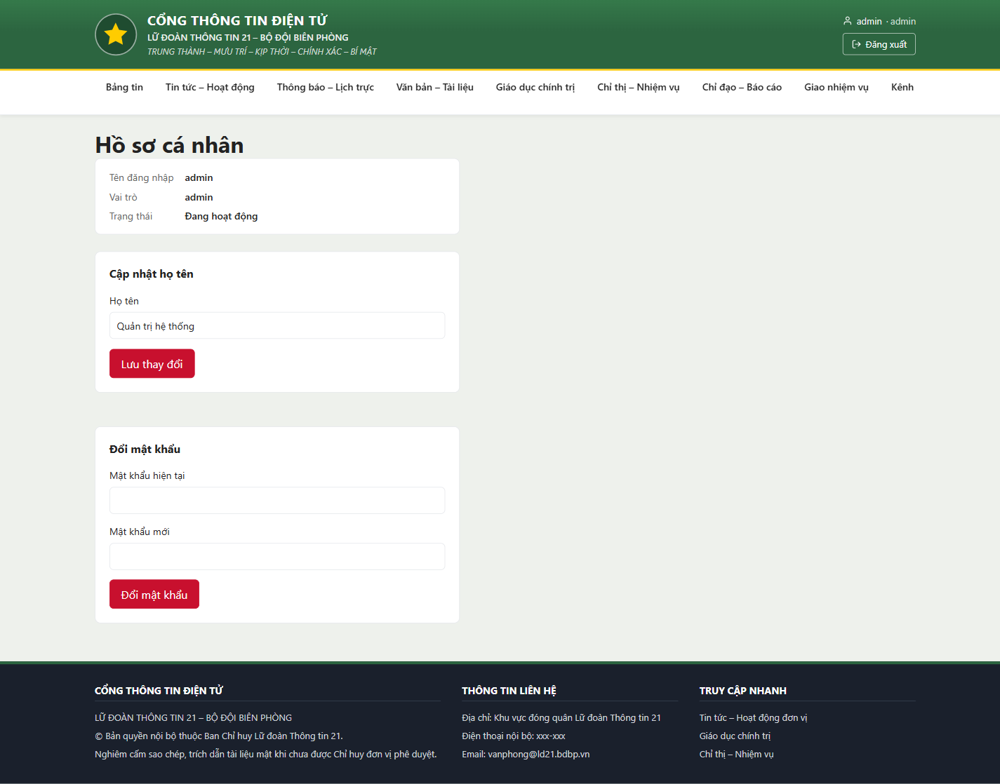 CỔNG THÔNG TIN ĐIỆN TỬ
LỮ ĐOÀN THÔNG TIN 21 – BỘ ĐỘI BIÊN PHÒNG
TRUNG THÀNH – MƯU TRÍ – KỊP THỜI – CHÍNH XÁC – BÍ MẬT
admin · admin
Đăng xuất
Bảng tin Tin tức – Hoạt động Thông báo – Lịch trực Văn bản – Tài liệu Giáo dục chính trị Chỉ thị – Nhiệm vụ Chỉ đạo – Báo cáo Giao nhiệm vụ Kênh
Hồ sơ cá nhân
Tên đăng nhập admin
Vai trò admin
Trạng thái Đang hoạt động
Cập nhật họ tên
Họ tên
Quản trị hệ thống
Lưu thay đổi
Đổi mật khẩu
Mật khẩu hiện tại
Mật khẩu mới
Đổi mật khẩu
CỔNG THÔNG TIN ĐIỆN TỬ
LỮ ĐOÀN THÔNG TIN 21 – BỘ ĐỘI BIÊN PHÒNG
© Bản quyền nội bộ thuộc Ban Chỉ huy Lữ đoàn Thông tin 21.
Nghiêm cấm sao chép, trích dẫn tài liệu mật khi chưa được Chỉ huy đơn vị phê duyệt.
THÔNG TIN LIÊN HỆ
Địa chỉ: Khu vực đóng quân Lữ đoàn Thông tin 21
Điện thoại nội bộ: xxx-xxx
Email: vanphong@ld21.bdbp.vn
TRUY CẬP NHANH
Tin tức – Hoạt động đơn vị
Giáo dục chính trị
Chỉ thị – Nhiệm vụ